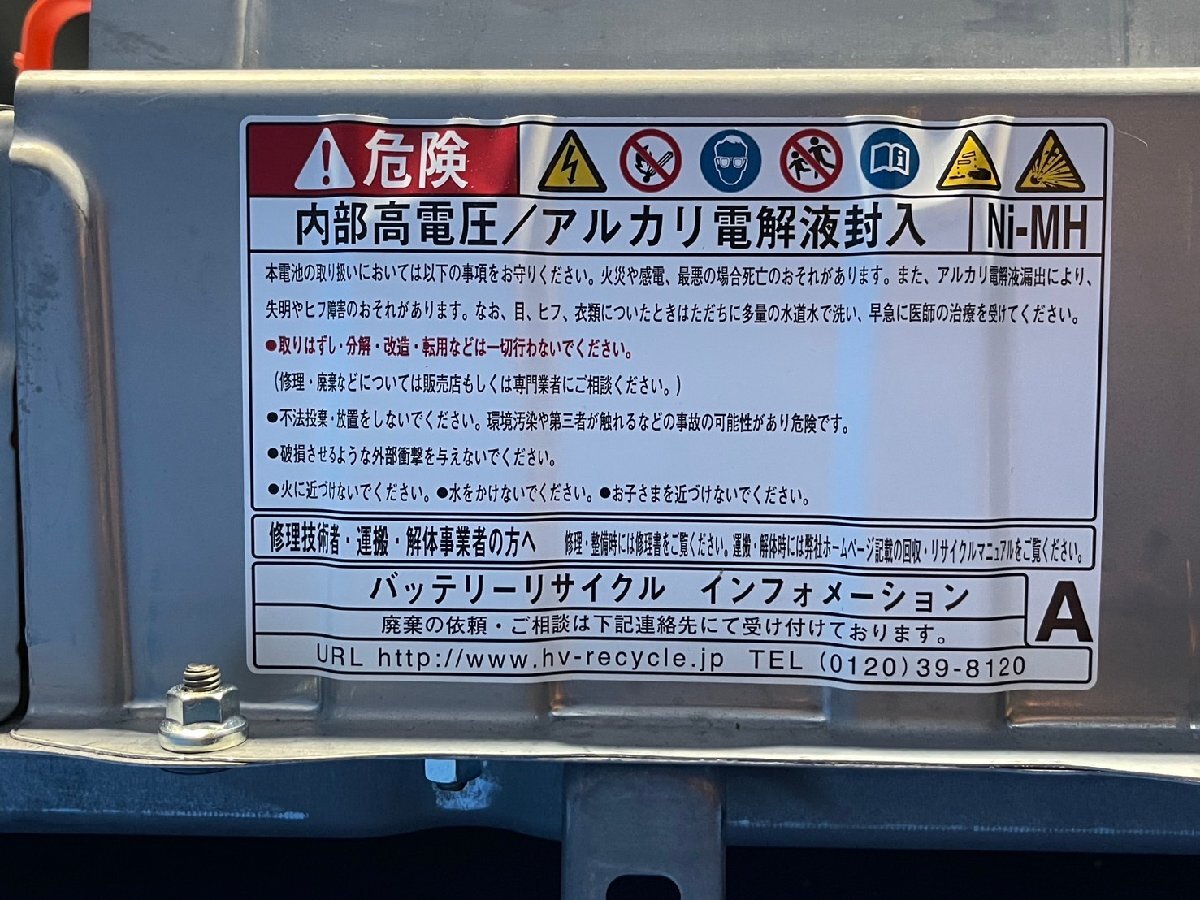 危険
内部高電圧／アルカリ電解液封入 Ni-MH
本電池の取り扱いにおいては以下の事項をお守りください。火災や感電、最悪の場合死亡のおそれがあります。また、アルカリ電解液漏出により、
失明やヒフ障害のおそれがあります。なお、目、ヒフ、衣類についたときはただちに多量の水道水で洗い、早急に医師の治療を受けてください。
●取りはずし・分解・改造・転用などは一切行わないでください。
（修理・廃棄などについては販売店もしくは専門業者にご相談ください。）
●不法投棄・放置をしないでください。環境汚染や第三者が触れるなどの事故の可能性があり危険です。
●破損させるような外部衝撃を与えないでください。
●火に近づけないでください。●水をかけないでください。●お子さまを近づけないでください。
修理技術者・運搬・解体事業者の方へ 修理・整備時には修理書をご覧ください。運搬・解体時には弊社ホームページ記載の回収・リサイクルマニュアルをご覧ください。
バッテリーリサイクル インフォメーション
廃棄の依頼・ご相談は下記連絡先にて受け付けております。
A
URL http://www.hv-recycle.jp TEL (0120)39-8120